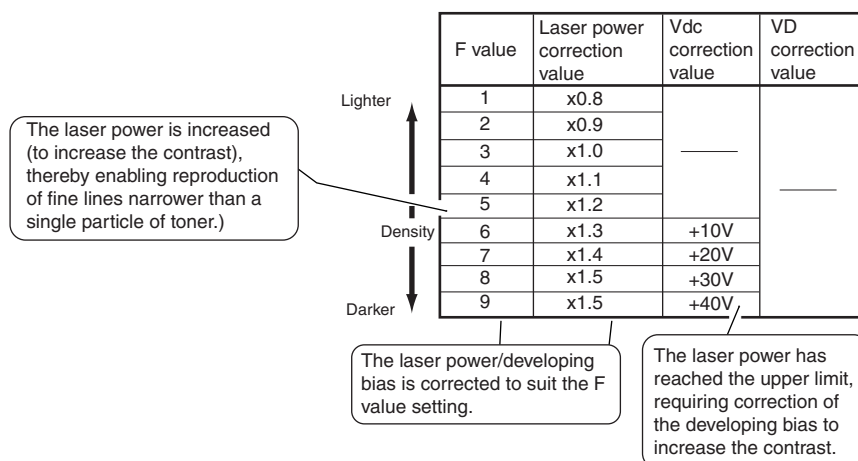 F value
Laser power
correction
value
Vdc
correction
value
VD
correction
value
Lighter
Density
Darker
1 x0.8
2 x0.9
3 x1.0
4 x1.1
5 x1.2
6 x1.3 +10V
7 x1.4 +20V
8 x1.5 +30V
9 x1.5 +40V
The laser power is increased
(to increase the contrast),
thereby enabling reproduction
of fine lines narrower than a
single particle of toner.)
The laser power/developing
bias is corrected to suit the F
value setting.
The laser power has
reached the upper limit,
requiring correction of
the developing bias to
increase the contrast.